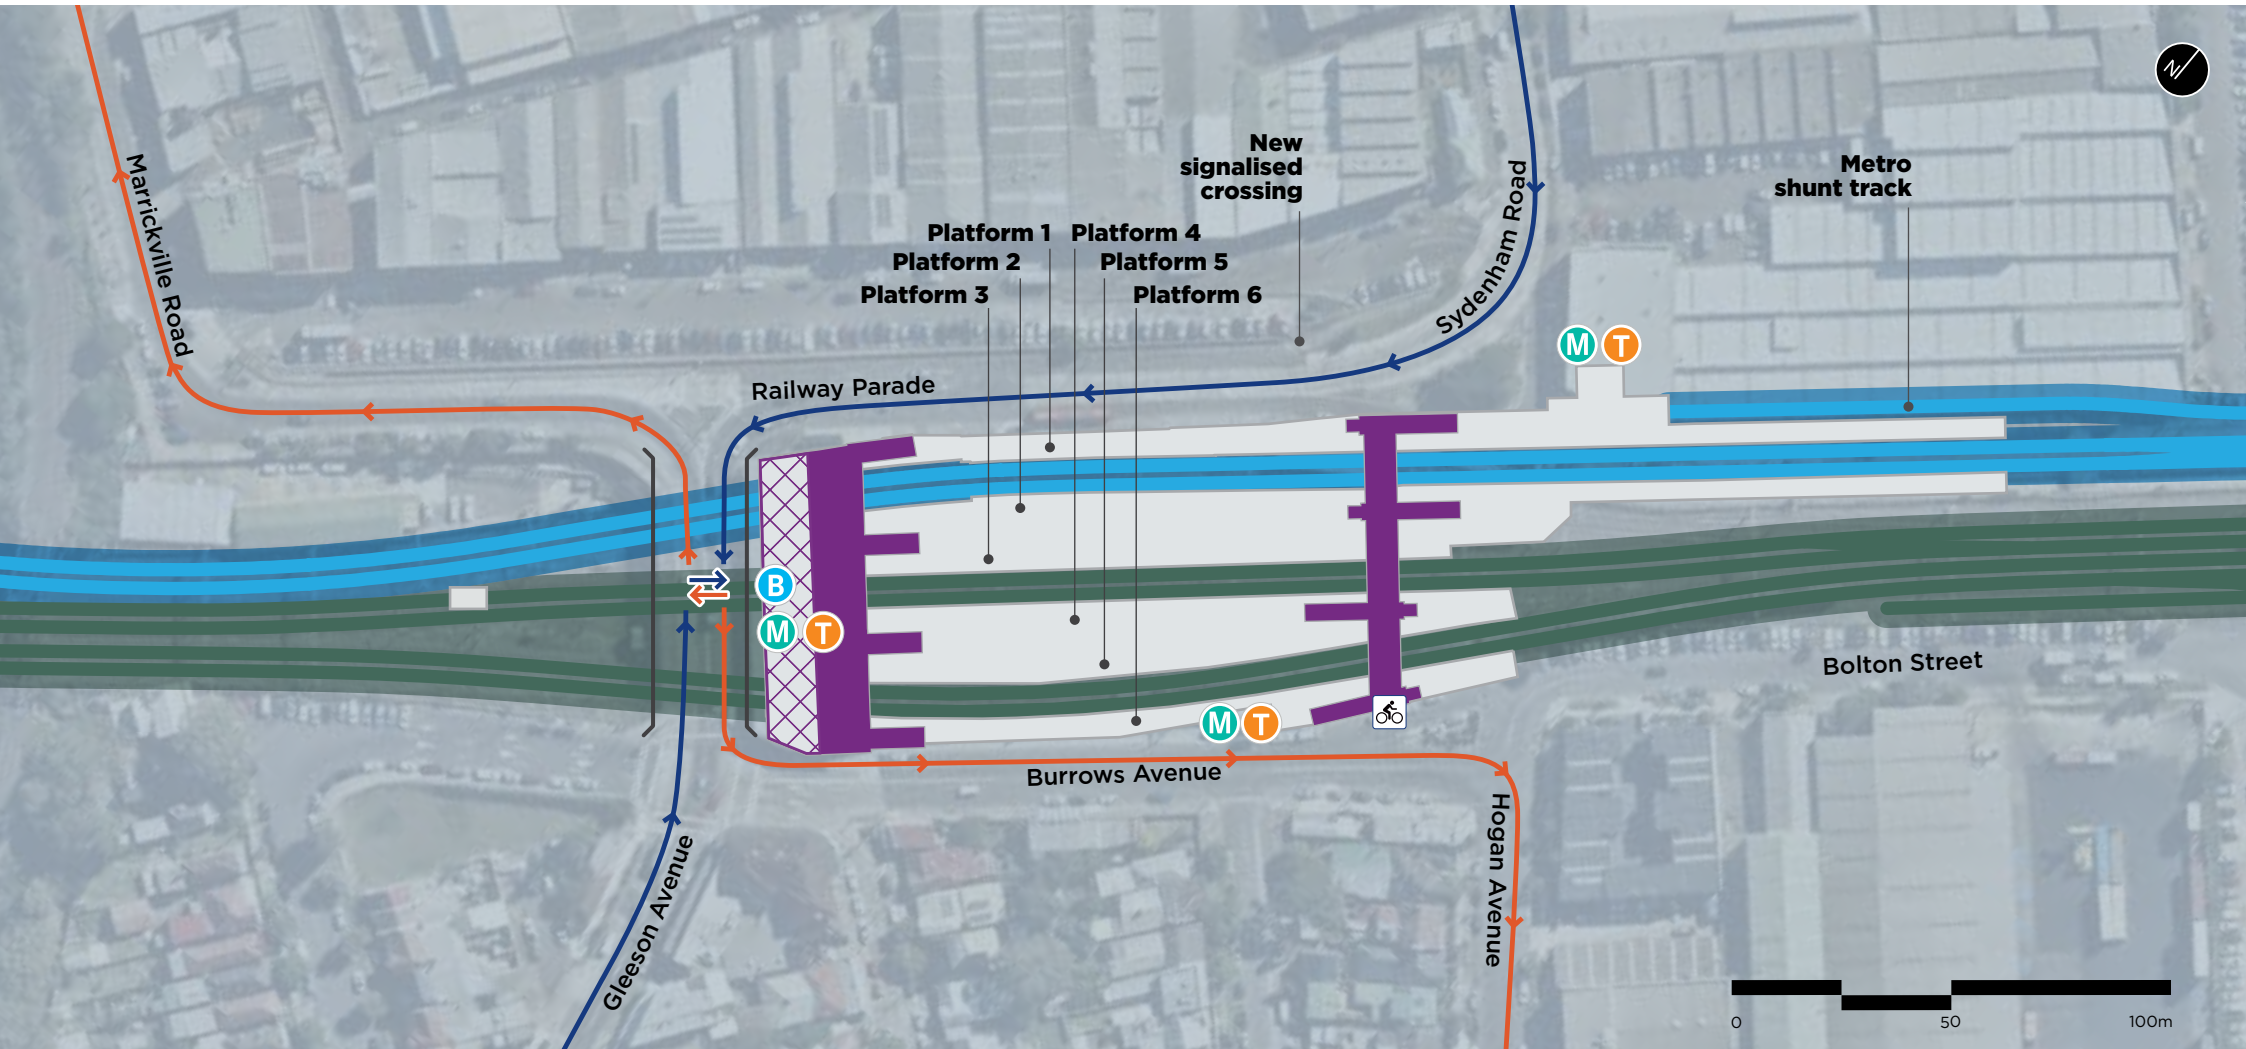 N
New
signalised
crossing
Metro
shunt track
Marrickville Road
Sydenham Road
Platform 1
Platform 4
Platform 2
Platform 5
Platform 3
Platform 6
M
T
Railway Parade
B
M
T
Bolton Street
M
T
Burrows Avenue
Hogan Avenue
Gleeson Avenue
0
50
100m